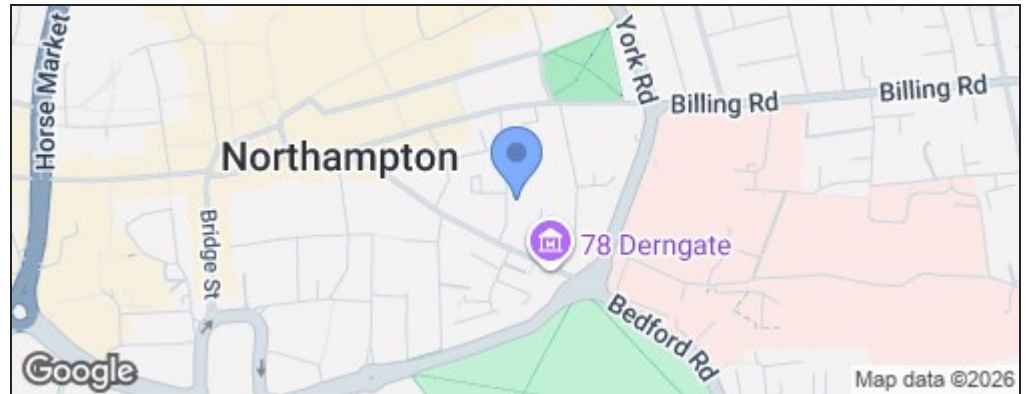 Horse Market
York Rd
Billing Rd
Billing Rd
Northampton
Bridge St
78 Derngate
Bedford Rd
Google
Map data ©2026